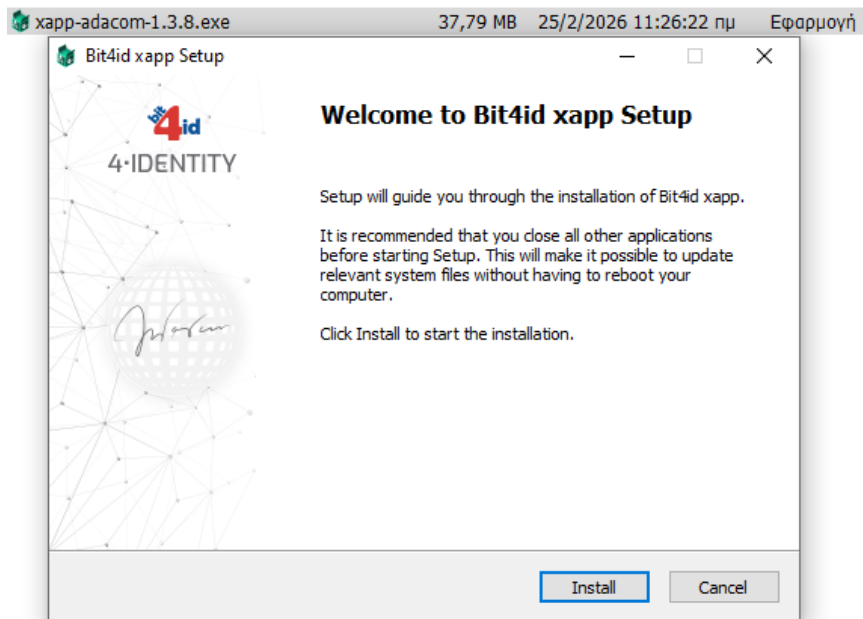 xapp-adacom-1.3.8.exe 37,79 MB 25/2/2026 11:26:22 πμ Εφαρμογή
Bit4id xapp Setup
bit4id
4·IDENTITY
Welcome to Bit4id xapp Setup
Setup will guide you through the installation of Bit4id xapp.
It is recommended that you close all other applications
before starting Setup. This will make it possible to update
relevant system files without having to reboot your
computer.
Click Install to start the installation.
Install Cancel